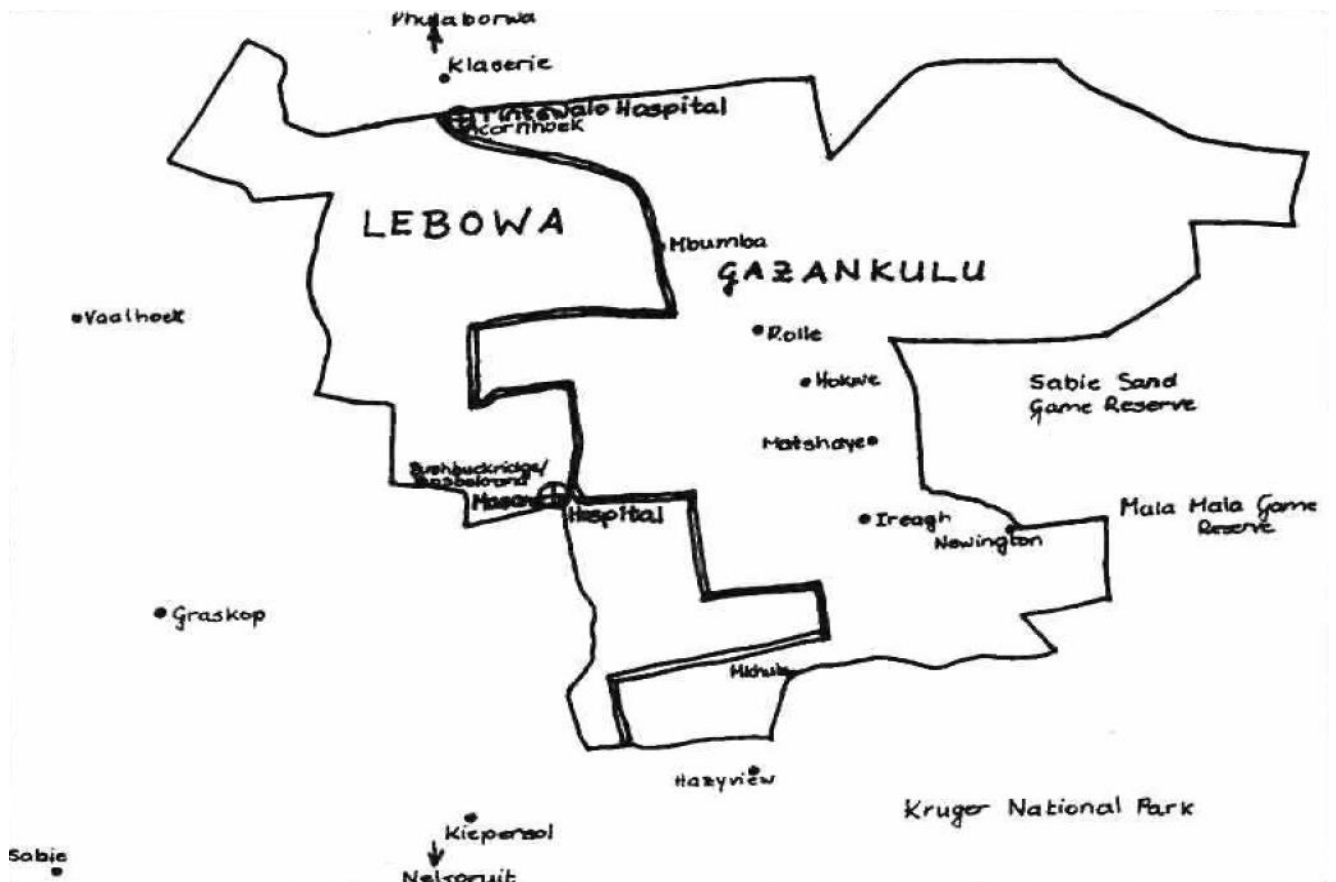 Phalaborwa
Klaserie
Tintswalo Hospital
Acornhoek
LEBOWA
Mbumba
GAZANKULU
Vaalhoek
Rolle
Hokwe
Sabie Sand
Game Reserve
Matshaye
Bushbuckridge/
Hospital
Ireagh
Newington
Mala Mala Game
Reserve
Graskop
Hazyview
Kruger National Park
Kiepersol
Sabie
Nelspruit